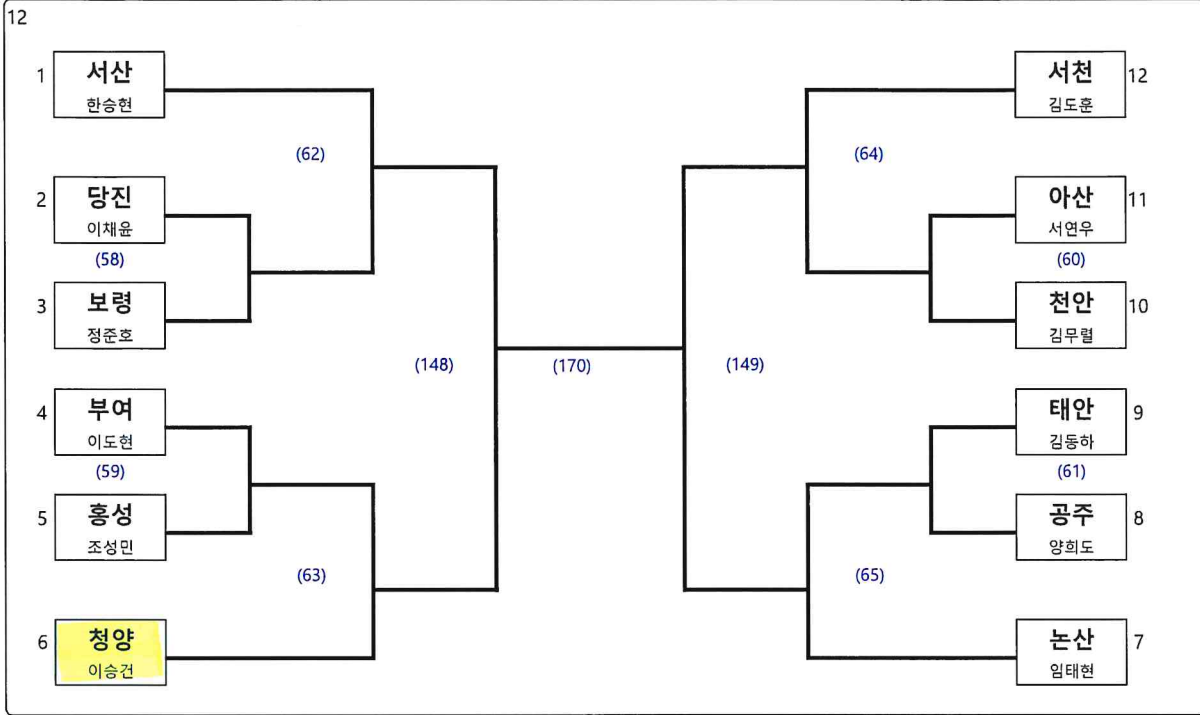 12
1
서산
한승현
(62)
2
당진
이채윤
(58)
3
보령
정준호
(148)
4
부여
이도현
(59)
5
홍성
조성민
(63)
6
청양
이승건
(170)
서천
12
김도훈
(64)
아산
11
서연우
(60)
천안
10
김무렬
(149)
태안
9
김동하
(61)
공주
8
양희도
(65)
논산
7
임태현